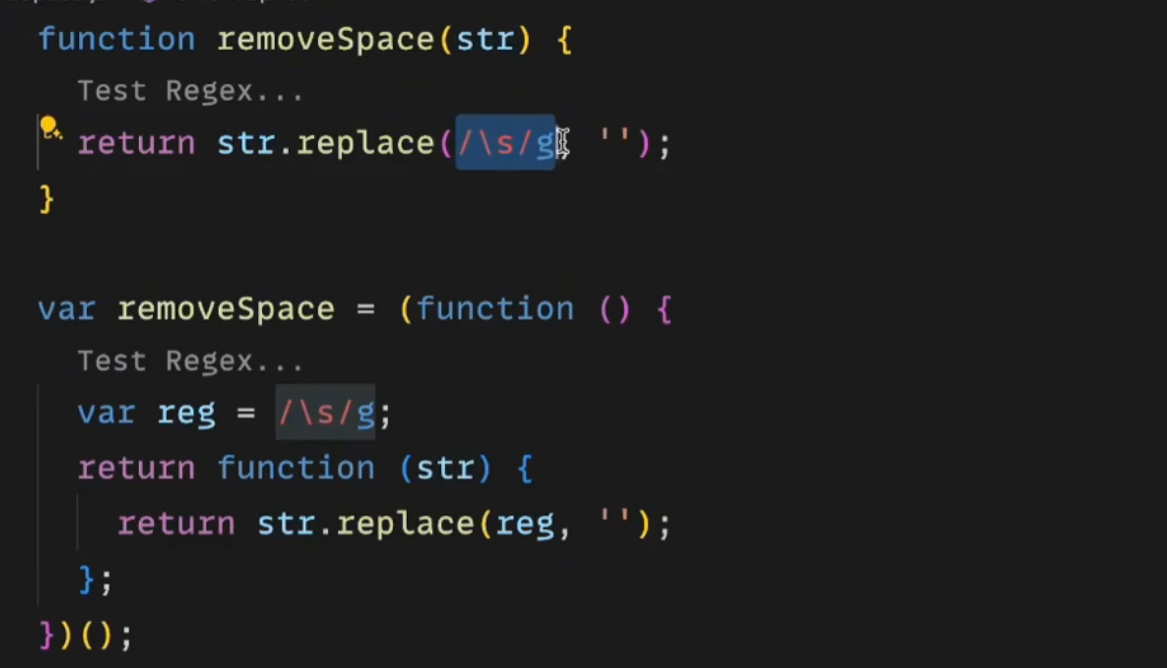 function removeSpace(str) {
Test Regex...
return str.replace(/\s/g, '');
}
var removeSpace = (function () {
Test Regex...
var reg = /\s/g;
return function (str) {
return str.replace(reg, '');
};
})();